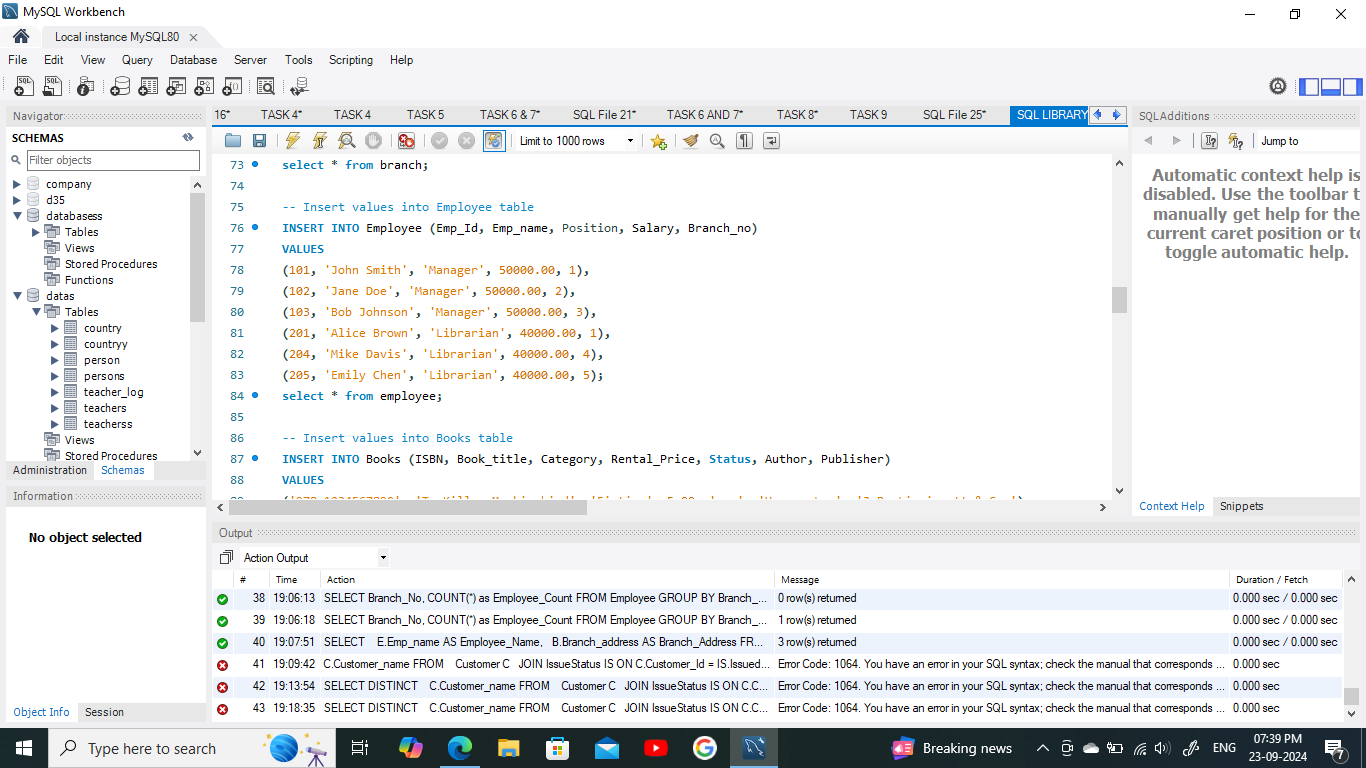 MySQL Workbench
Local instance MySQL80
File Edit View Query Database Server Tools Scripting Help
Navigator
SCHEMAS
Filter objects
company
d35
databasess
Tables
Views
Stored Procedures
Functions
datas
Tables
country
countryy
person
persons
teacher_log
teachers
teacherss
Views
Stored Procedures
Administration Schemas
Information
No object selected
Object Info Session
16* TASK 4* TASK 4 TASK 5 TASK 6 & 7* SQL File 21* TASK 6 AND 7* TASK 8* TASK 9 SQL File 25* SQL LIBRARY
Limit to 1000 rows
73 select * from branch;
74
75 -- Insert values into Employee table
76 INSERT INTO Employee (Emp_Id, Emp_name, Position, Salary, Branch_no)
77 VALUES
78 (101, 'John Smith', 'Manager', 50000.00, 1),
79 (102, 'Jane Doe', 'Manager', 50000.00, 2),
80 (103, 'Bob Johnson', 'Manager', 50000.00, 3),
81 (201, 'Alice Brown', 'Librarian', 40000.00, 1),
82 (204, 'Mike Davis', 'Librarian', 40000.00, 4),
83 (205, 'Emily Chen', 'Librarian', 40000.00, 5);
84 select * from employee;
85
86 -- Insert values into Books table
87 INSERT INTO Books (ISBN, Book_title, Category, Rental_Price, Status, Author, Publisher)
88 VALUES
SQLAdditions
Jump to
Automatic context help is
disabled. Use the toolbar t
manually get help for the
current caret position or to
toggle automatic help.
Context Help Snippets
Output
Action Output
# Time Action Message Duration / Fetch
38 19:06:13 SELECT Branch_No, COUNT(*) as Employee_Count FROM Employee GROUP BY Branch_... 0 row(s) returned 0.000 sec / 0.000 sec
39 19:06:18 SELECT Branch_No, COUNT(*) as Employee_Count FROM Employee GROUP BY Branch_... 1 row(s) returned 0.000 sec / 0.000 sec
40 19:07:51 SELECT E.Emp_name AS Employee_Name, B.Branch_address AS Branch_Address FR... 3 row(s) returned 0.000 sec / 0.000 sec
41 19:09:42 C.Customer_name FROM Customer C JOIN IssueStatus IS ON C.Customer_Id = IS.Issued... Error Code: 1064. You have an error in your SQL syntax; check the manual that corresponds ... 0.000 sec
42 19:13:54 SELECT DISTINCT C.Customer_name FROM Customer C JOIN IssueStatus IS ON C.C... Error Code: 1064. You have an error in your SQL syntax; check the manual that corresponds ... 0.000 sec
43 19:18:35 SELECT DISTINCT C.Customer_name FROM Customer C JOIN IssueStatus IS ON C.C... Error Code: 1064. You have an error in your SQL syntax; check the manual that corresponds ... 0.000 sec
Type here to search
Breaking news
ENG
07:39 PM
23-09-2024
7